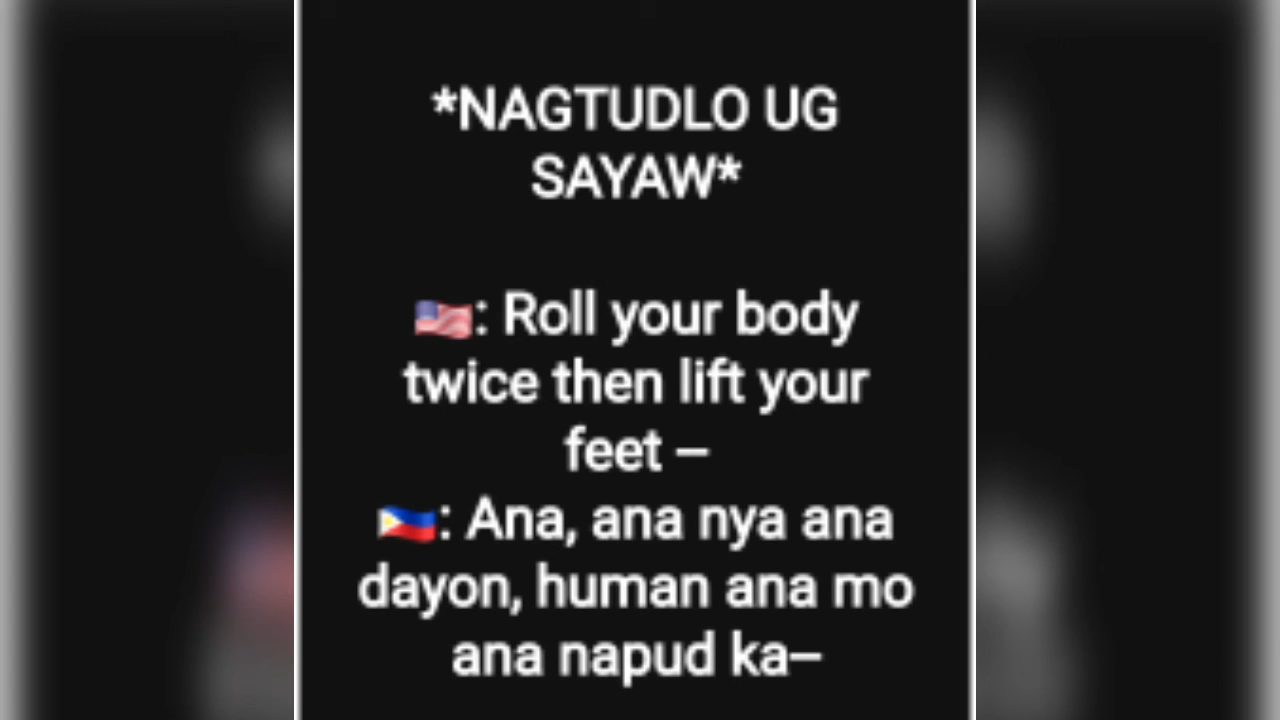 *NAGTUDLO UG
SAYAW*
🇺🇸: Roll your body
twice then lift your
feet –
🇵🇭: Ana, ana nya ana
dayon, human ana mo
ana napud ka–